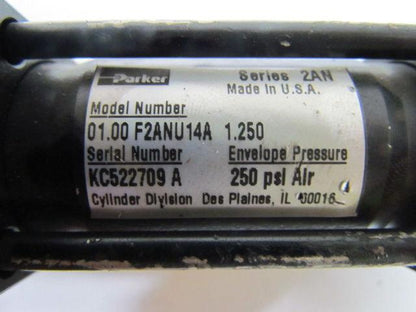 Parker Series 2AN
Made In U.S.A.
Model Number
01.00 F2ANU14A 1.250
Serial Number Envelope Pressure
KC522709 A 250 psi Air
Cylinder Division Des Plaines, IL 60016